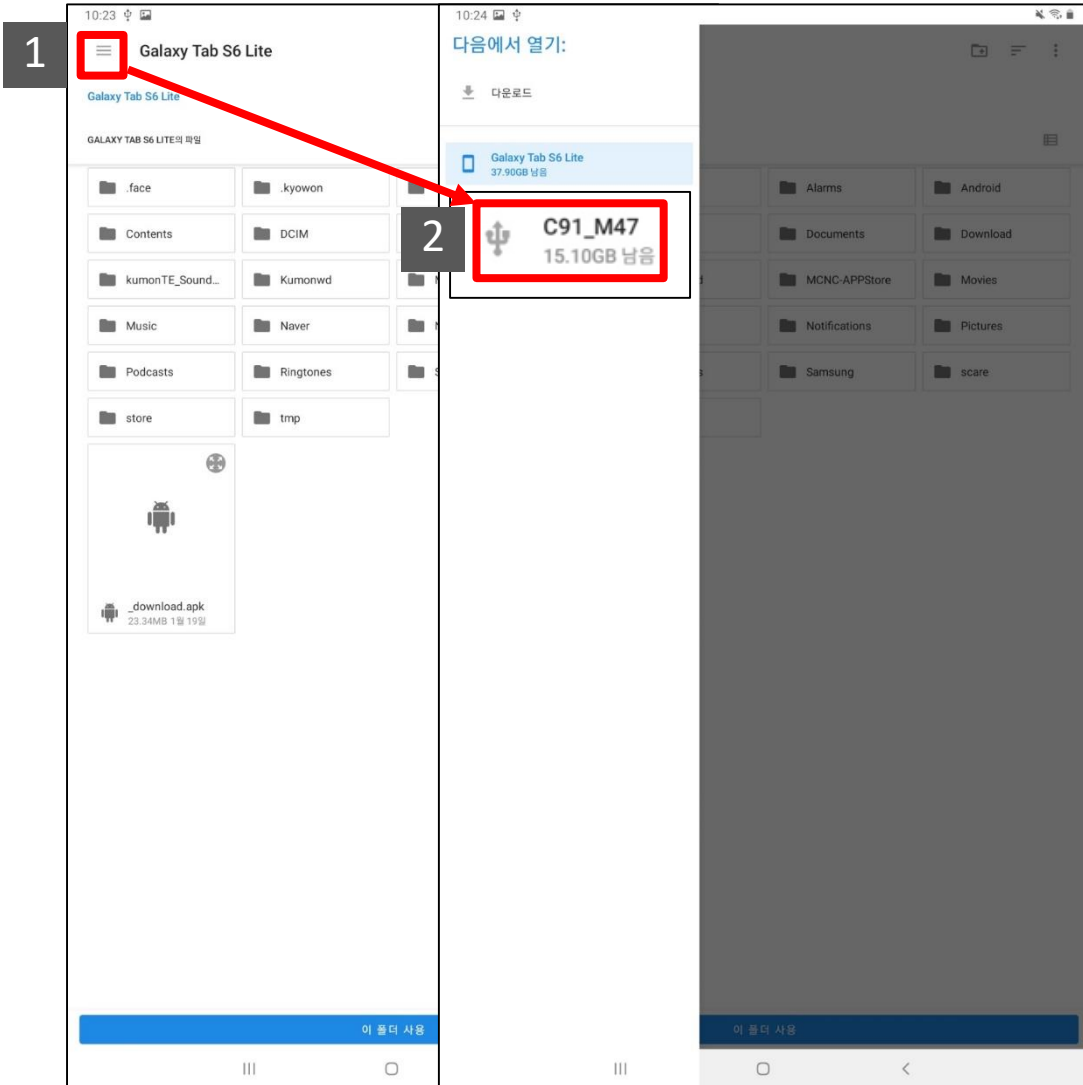 10:23
1
Galaxy Tab S6 Lite
Galaxy Tab S6 Lite
GALAXY TAB S6 LITE의 파일
.face
.kyowon
Contents
DCIM
kumonTE_Sound...
Kumonwd
Music
Naver
Podcasts
Ringtones
store
tmp
_download.apk
23.34MB 1월 19일
이 폴더 사용
10:24
다음에서 열기:
다운로드
Galaxy Tab S6 Lite
37.90GB 남음
2
C91_M47
15.10GB 남음
Alarms
Android
Documents
Download
MCNC-APPStore
Movies
Notifications
Pictures
Samsung
scare
이 폴더 사용